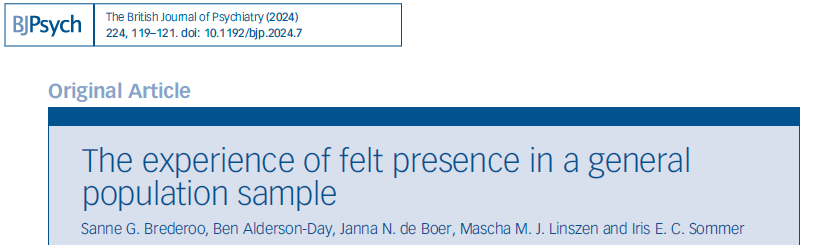 BJPsych
The British Journal of Psychiatry (2024)
224, 119–121. doi: 10.1192/bjp.2024.7
Original Article
The experience of felt presence in a general
population sample
Sanne G. Brederoo, Ben Alderson-Day, Janna N. de Boer, Mascha M. J. Linszen and Iris E. C. Sommer